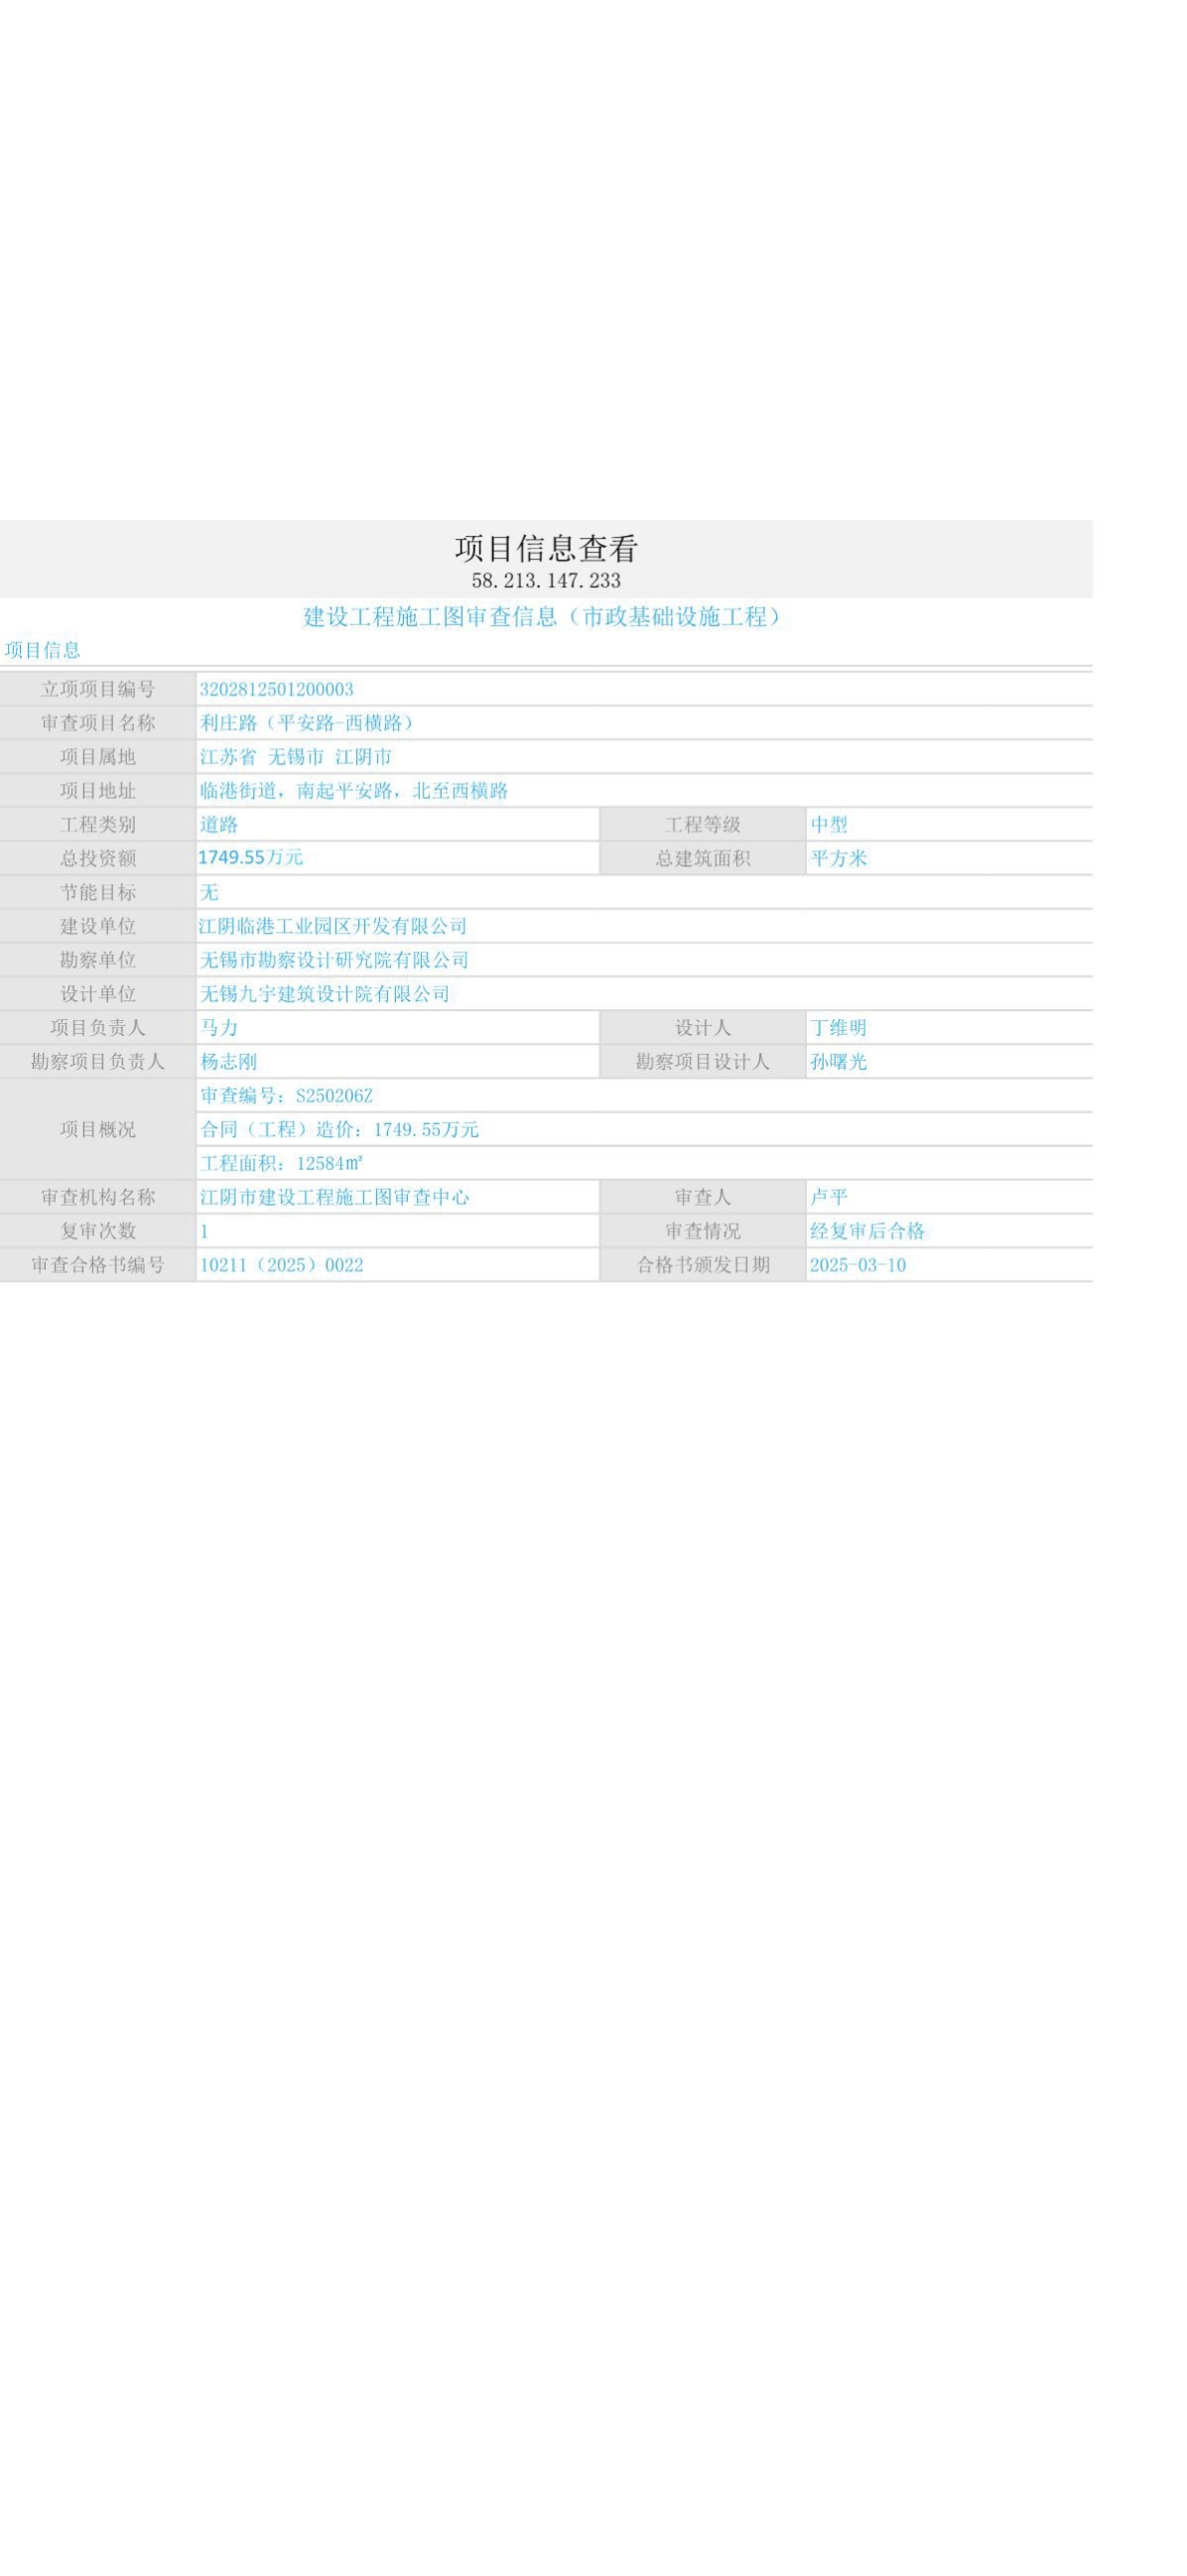 项目信息查看
58.213.147.233
建设工程施工图审查信息（市政基础设施工程）
项目信息
立项项目编号 3202812501200003
审查项目名称 利庄路（平安路-西横路）
项目属地 江苏省 无锡市 江阴市
项目地址 临港街道，南起平安路，北至西横路
工程类别 道路 工程等级 中型
总投资额 1749.55万元 总建筑面积 平方米
节能目标 无
建设单位 江阴临港工业园区开发有限公司
勘察单位 无锡市勘察设计研究院有限公司
设计单位 无锡九宇建筑设计院有限公司
项目负责人 马力 设计人 丁维明
勘察项目负责人 杨志刚 勘察项目设计人 孙曙光
项目概况 审查编号：S250206Z
合同（工程）造价：1749.55万元
工程面积：12584㎡
审查机构名称 江阴市建设工程施工图审查中心 审查人 卢平
复审次数 1 审查情况 经复审后合格
审查合格书编号 10211（2025）0022 合格书颁发日期 2025-03-10